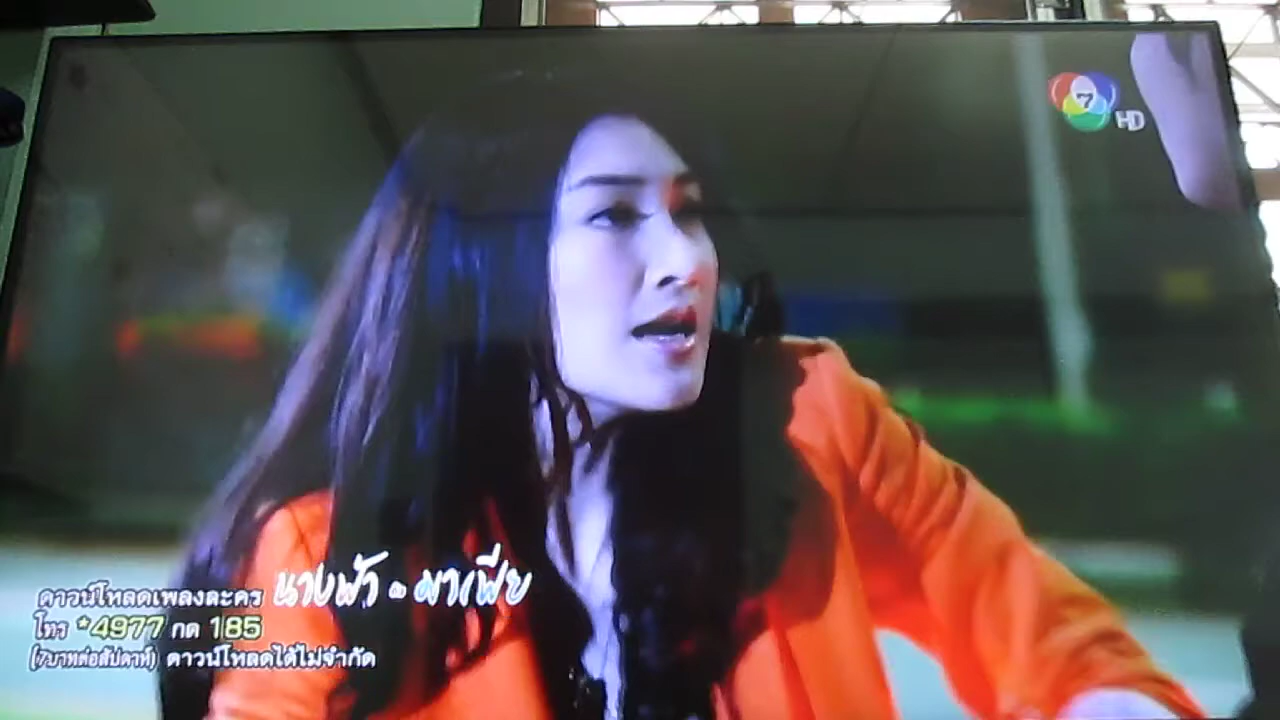 7 HD
ดาวน์โหลดเพลงละคร นางฟ้า มาเฟีย
โทร *4977 กด 185
(7บาทต่อสัปดาห์) ดาวน์โหลดได้ไม่จำกัด